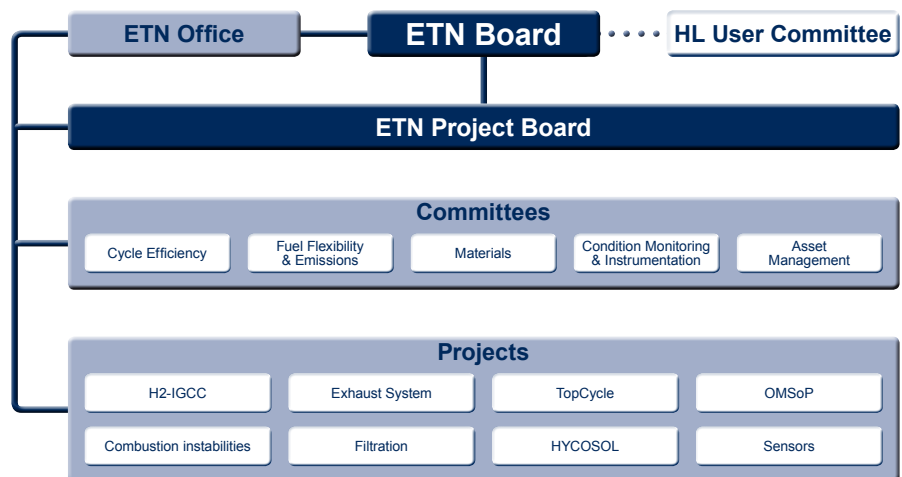 ETN Office
ETN Board
HL User Committee
ETN Project Board
Committees
Cycle Efficiency
Fuel Flexibility
& Emissions
Materials
Condition Monitoring
& Instrumentation
Asset
Management
Projects
H2-IGCC
Exhaust System
TopCycle
OMSoP
Combustion instabilities
Filtration
HYCOSOL
Sensors